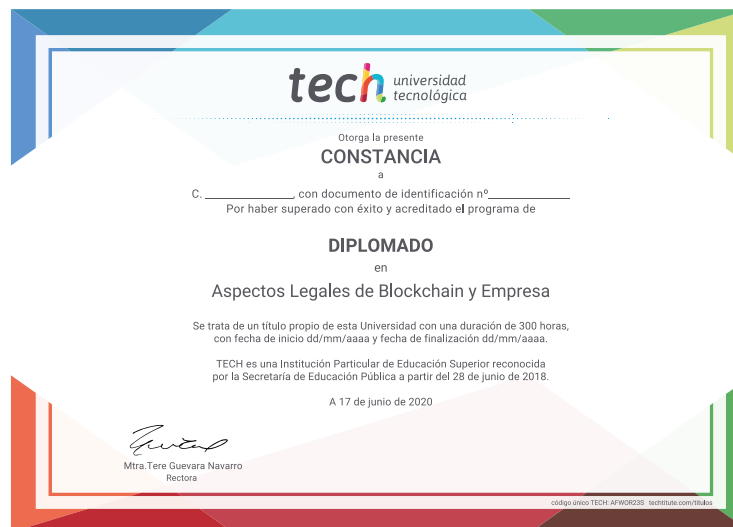 tech universidad
tecnológica
Otorga la presente
CONSTANCIA
a
C. ______________, con documento de identificación nº______________
Por haber superado con éxito y acreditado el programa de
DIPLOMADO
en
Aspectos Legales de Blockchain y Empresa
Se trata de un título propio de esta Universidad con una duración de 300 horas,
con fecha de inicio dd/mm/aaaa y fecha de finalización dd/mm/aaaa.
TECH es una Institución Particular de Educación Superior reconocida
por la Secretaría de Educación Pública a partir del 28 de junio de 2018.
A 17 de junio de 2020
Mtra.Tere Guevara Navarro
Rectora
código único TECH: AFWOR23S techtitute.com/titulos